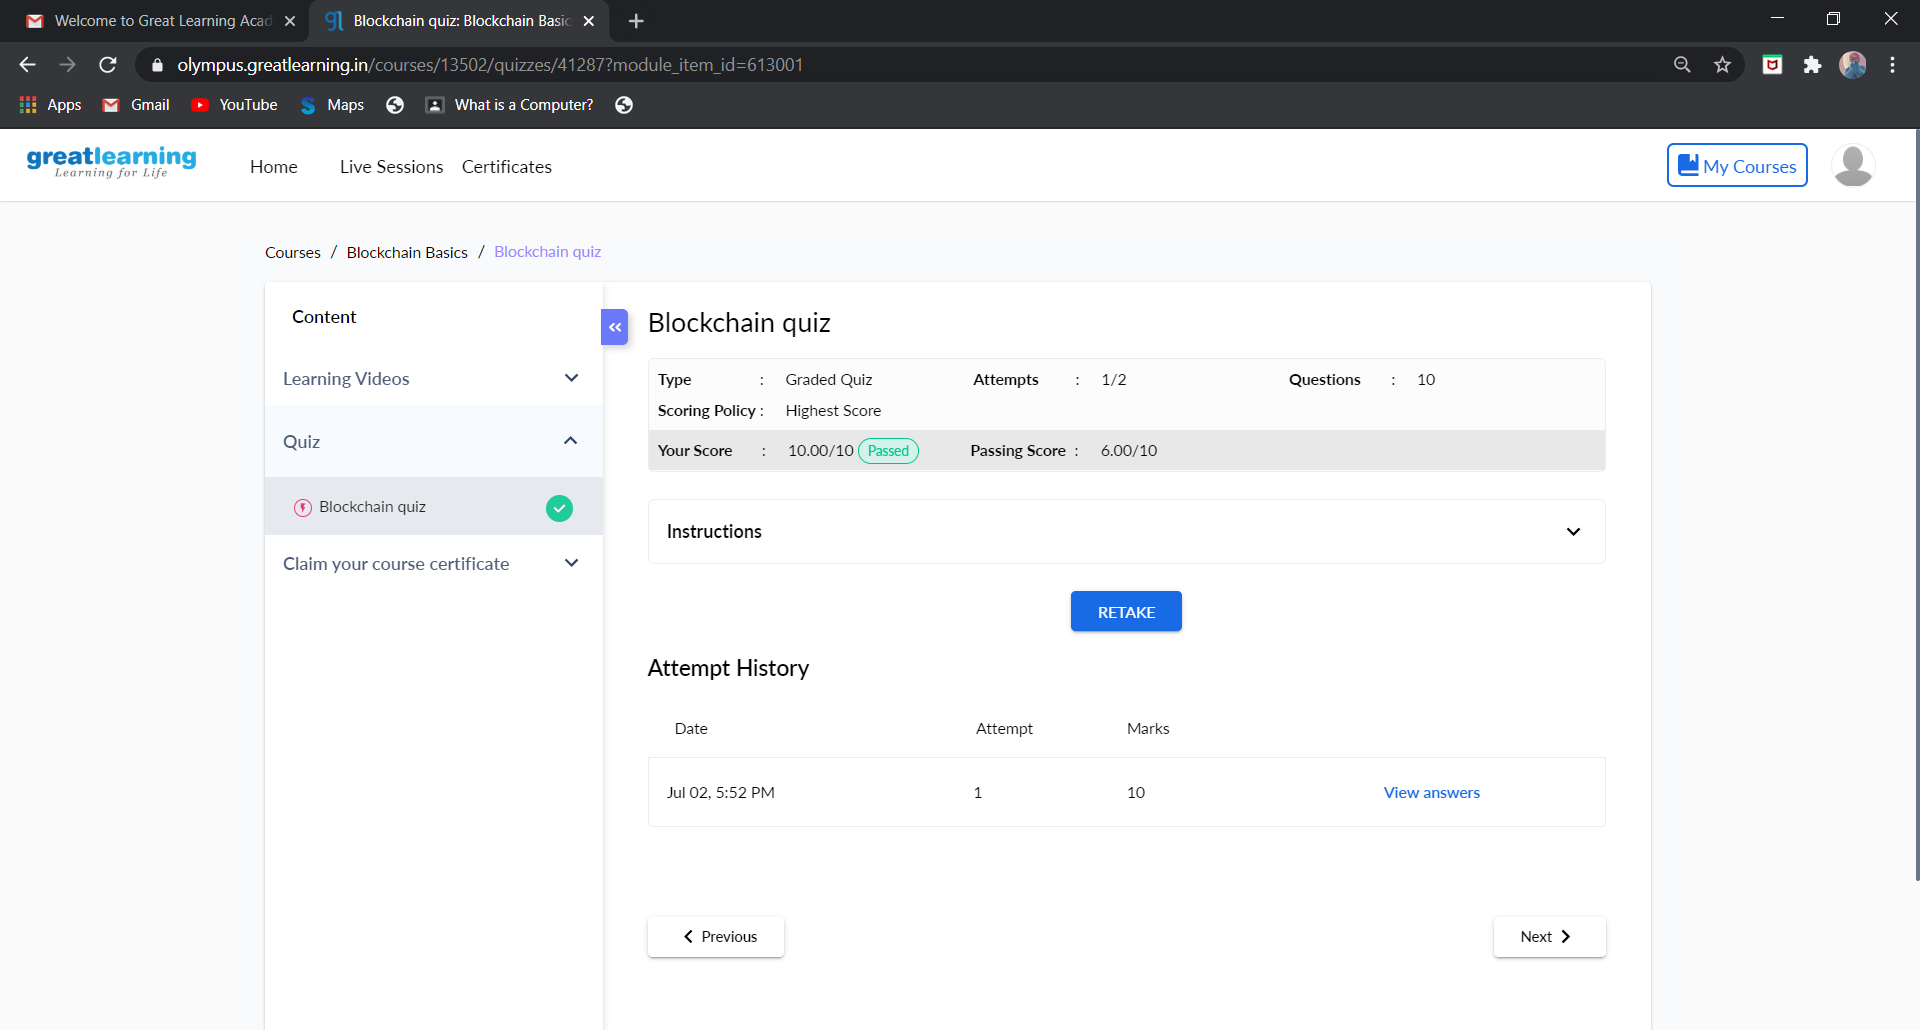 Welcome to Great Learning Acad
Blockchain quiz: Blockchain Basic
olympus.greatlearning.in/courses/13502/quizzes/41287?module_item_id=613001
Apps Gmail YouTube Maps What is a Computer?
greatlearning
Learning for Life
Home Live Sessions Certificates
My Courses
Courses / Blockchain Basics / Blockchain quiz
Content
Learning Videos
Quiz
Blockchain quiz
Claim your course certificate
Blockchain quiz
Type : Graded Quiz Attempts : 1/2 Questions : 10
Scoring Policy : Highest Score
Your Score : 10.00/10 Passed Passing Score : 6.00/10
Instructions
RETAKE
Attempt History
Date Attempt Marks
Jul 02, 5:52 PM 1 10 View answers
Previous Next